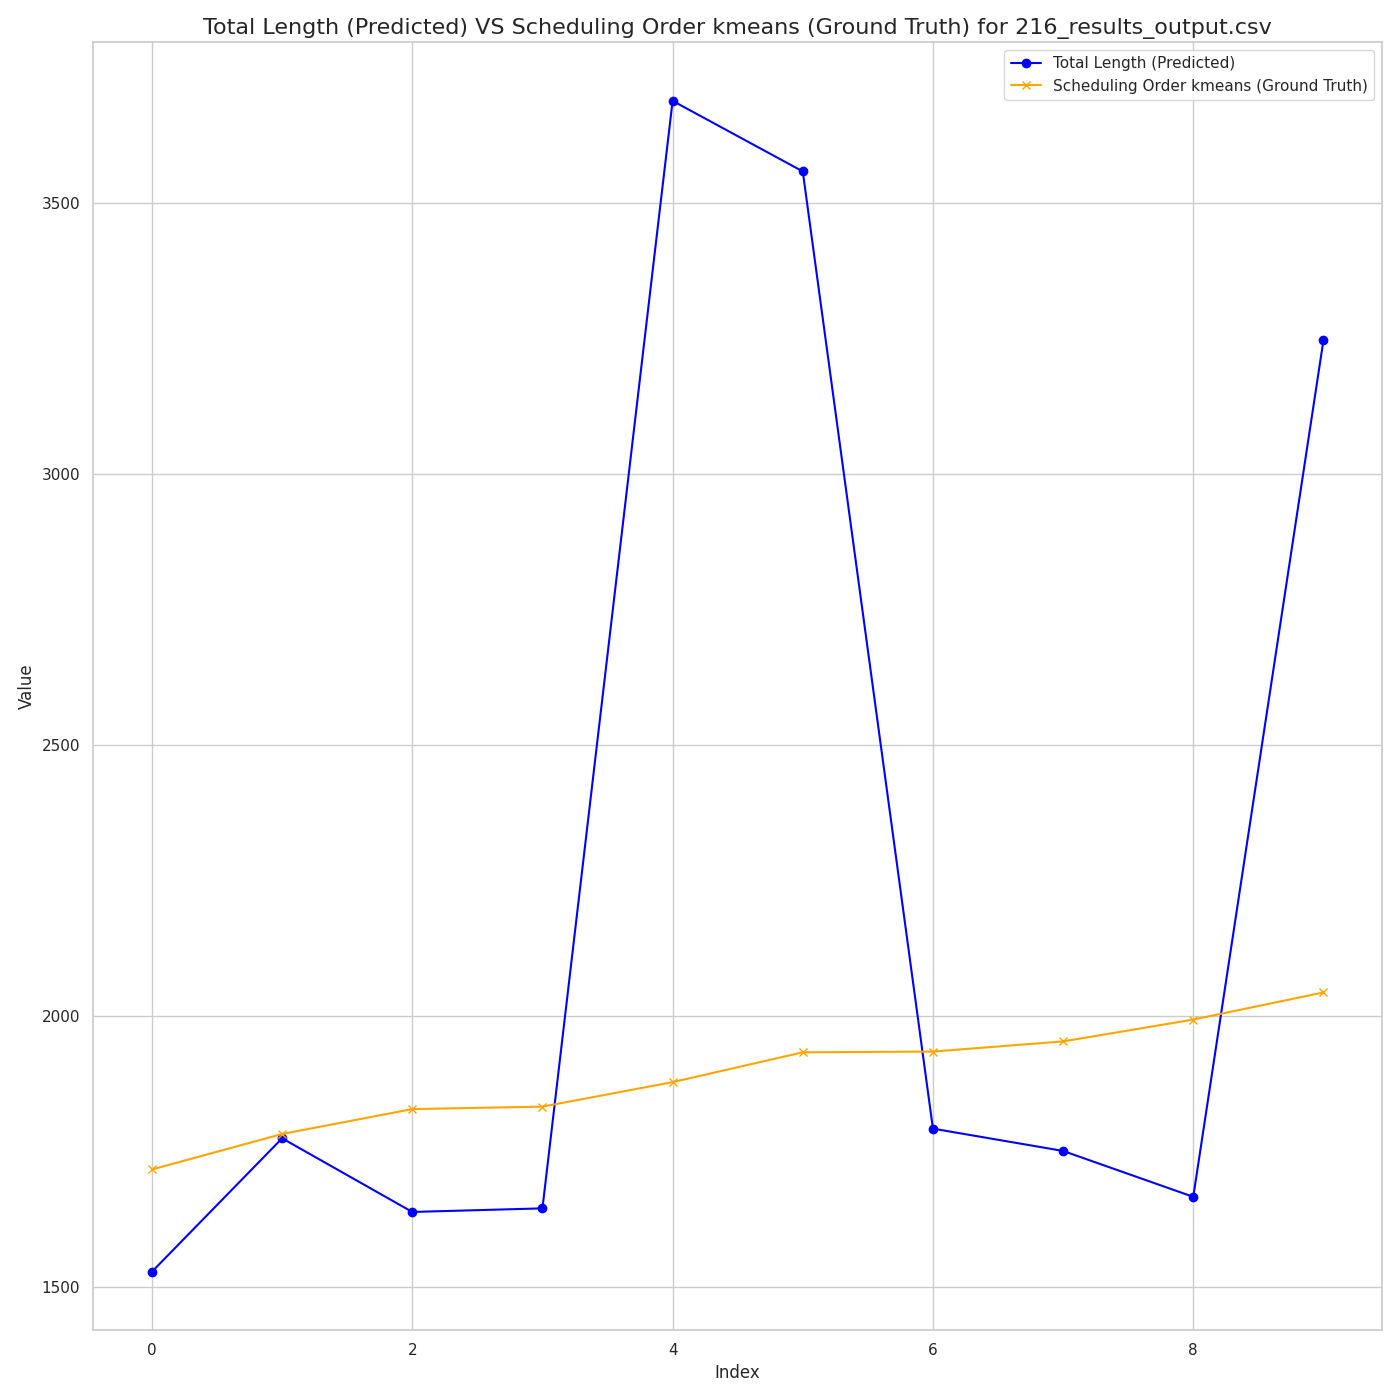 Total Length (Predicted) VS Scheduling Order kmeans (Ground Truth) for 216_results_output.csv
Total Length (Predicted)
Scheduling Order kmeans (Ground Truth)
3500
3000
2500
2000
1500
Value
0 2 4 6 8
Index